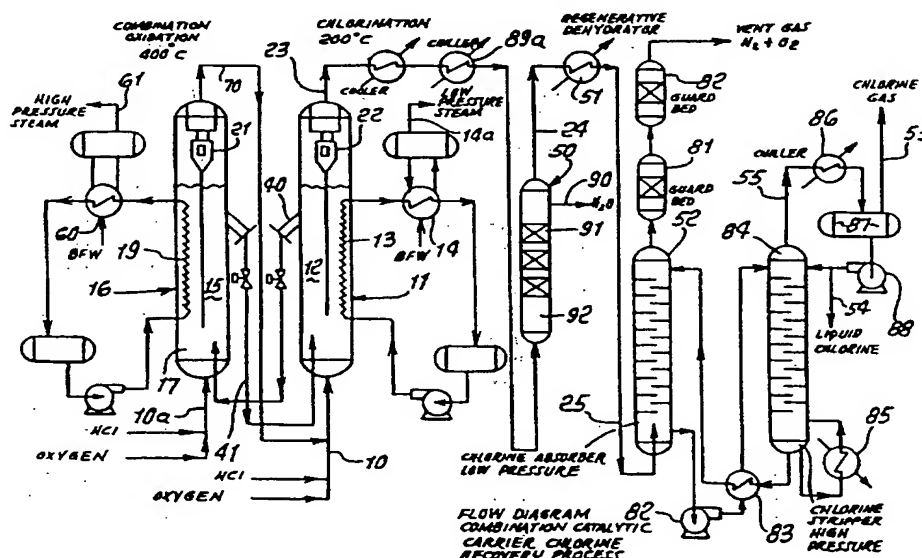 COMBINATION
OXIDATION
400°C
CHLORINATION
200°C
COOLER
CHILLER
89a
REGENERATIVE
DEHYDRATOR
VENT GAS
N2 + O2
61
HIGH
PRESSURE
STEAM
70
23
LOW
PRESSURE
STEAM
14a
51
82
GUARD
BED
CHLORINE
GAS
53
21
22
24
50
90
H2O
81
GUARD
BED
86
CHILLER
55
87
60
BFW
40
13
14
BFW
91
52
84
19
16
15
12
11
88
54
LIQUID
CHLORINE
17
92
10a
41
10
25
85
HCl
OXYGEN
HCl
OXYGEN
CHLORINE ABSORBER
LOW PRESSURE
82
83
CHLORINE
STRIPPER
HIGH
PRESSURE
FLOW DIAGRAM
COMBINATION CATALYTIC
CARRIER CHLORINE
RECOVERY PROCESS